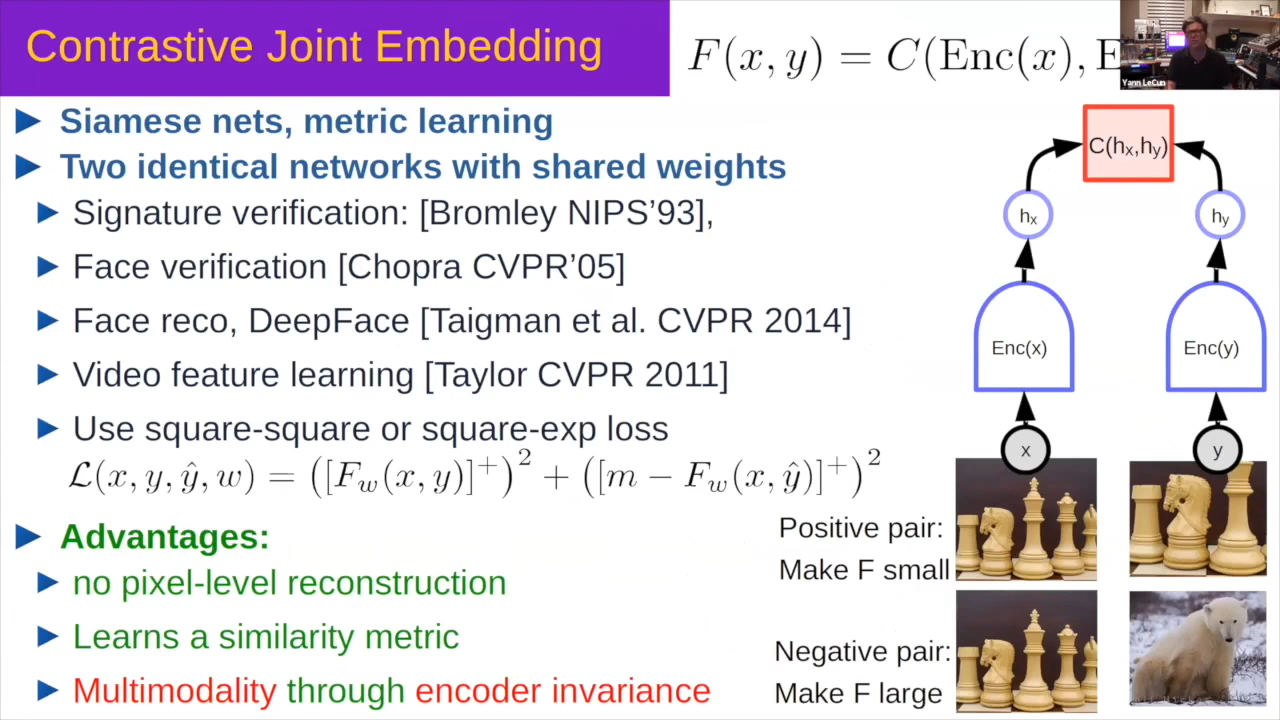 Contrastive Joint Embedding
F(x, y) = C(Enc(x), E
Yann LeCun
Siamese nets, metric learning
Two identical networks with shared weights
Signature verification: [Bromley NIPS’93],
Face verification [Chopra CVPR’05]
Face reco, DeepFace [Taigman et al. CVPR 2014]
Video feature learning [Taylor CVPR 2011]
Use square-square or square-exp loss
ℒ(x, y, ŷ, w) = ([F_w(x, y)]⁺)² + ([m − F_w(x, ŷ)]⁺)²
Advantages:
no pixel-level reconstruction
Learns a similarity metric
Multimodality through encoder invariance
C(hₓ,h_y)
hₓ
h_y
Enc(x)
Enc(y)
x
y
Positive pair:
Make F small
Negative pair:
Make F large